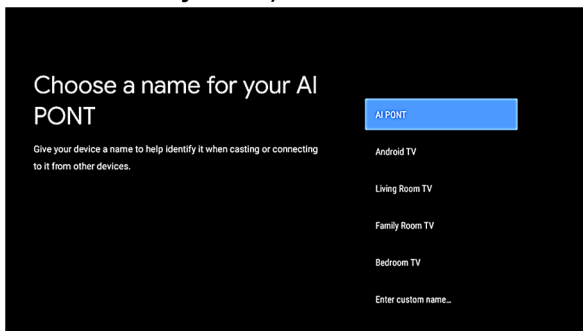 Choose a name for your AI
PONT
Give your device a name to help identify it when casting or connecting
to it from other devices.
AI PONT
Android TV
Living Room TV
Family Room TV
Bedroom TV
Enter custom name...